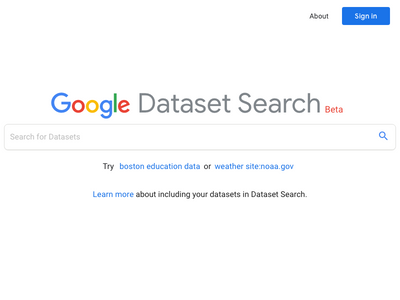 About Sign in
Google Dataset Search Beta
Search for Datasets
Try boston education data or weather site:noaa.gov
Learn more about including your datasets in Dataset Search.